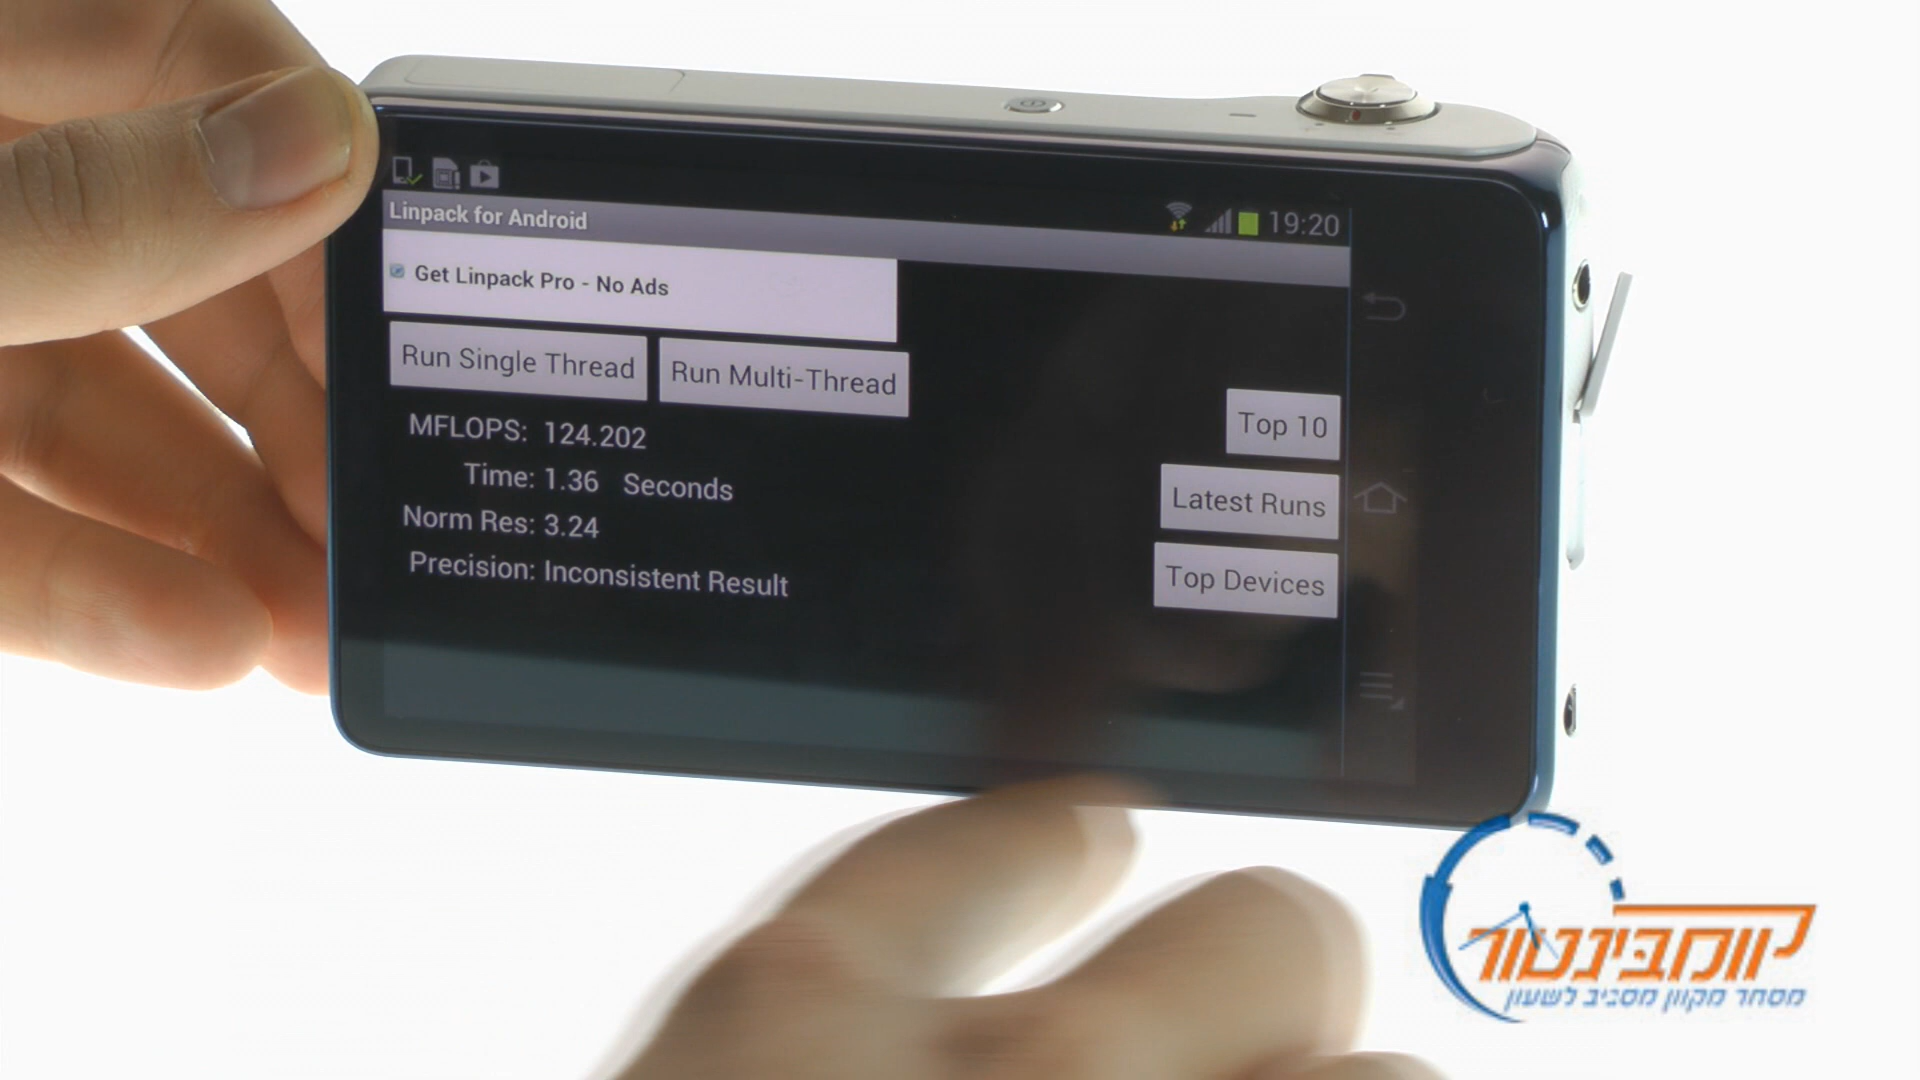 19:20
Linpack for Android
Get Linpack Pro - No Ads
Run Single Thread
Run Multi-Thread
MFLOPS: 124.202
Time: 1.36 Seconds
Norm Res: 3.24
Precision: Inconsistent Result
Top 10
Latest Runs
Top Devices
יומבינטור
מסחר מקוון מסביב לשעון